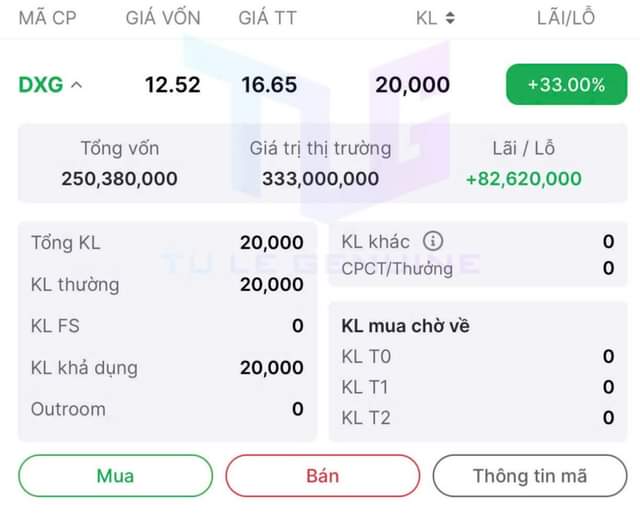 MÃ CP GIÁ VỐN GIÁ TT KL LÃI/LỖ
DXG 12.52 16.65 20,000 +33.00%
Tổng vốn Giá trị thị trường Lãi / Lỗ
250,380,000 333,000,000 +82,620,000
Tổng KL 20,000
KL thường 20,000
KL FS 0
KL khả dụng 20,000
Outroom 0
KL khác 0
CPCT/Thưởng 0
KL mua chờ về
KL T0 0
KL T1 0
KL T2 0
TU LE GENUINE
Mua Bán Thông tin mã